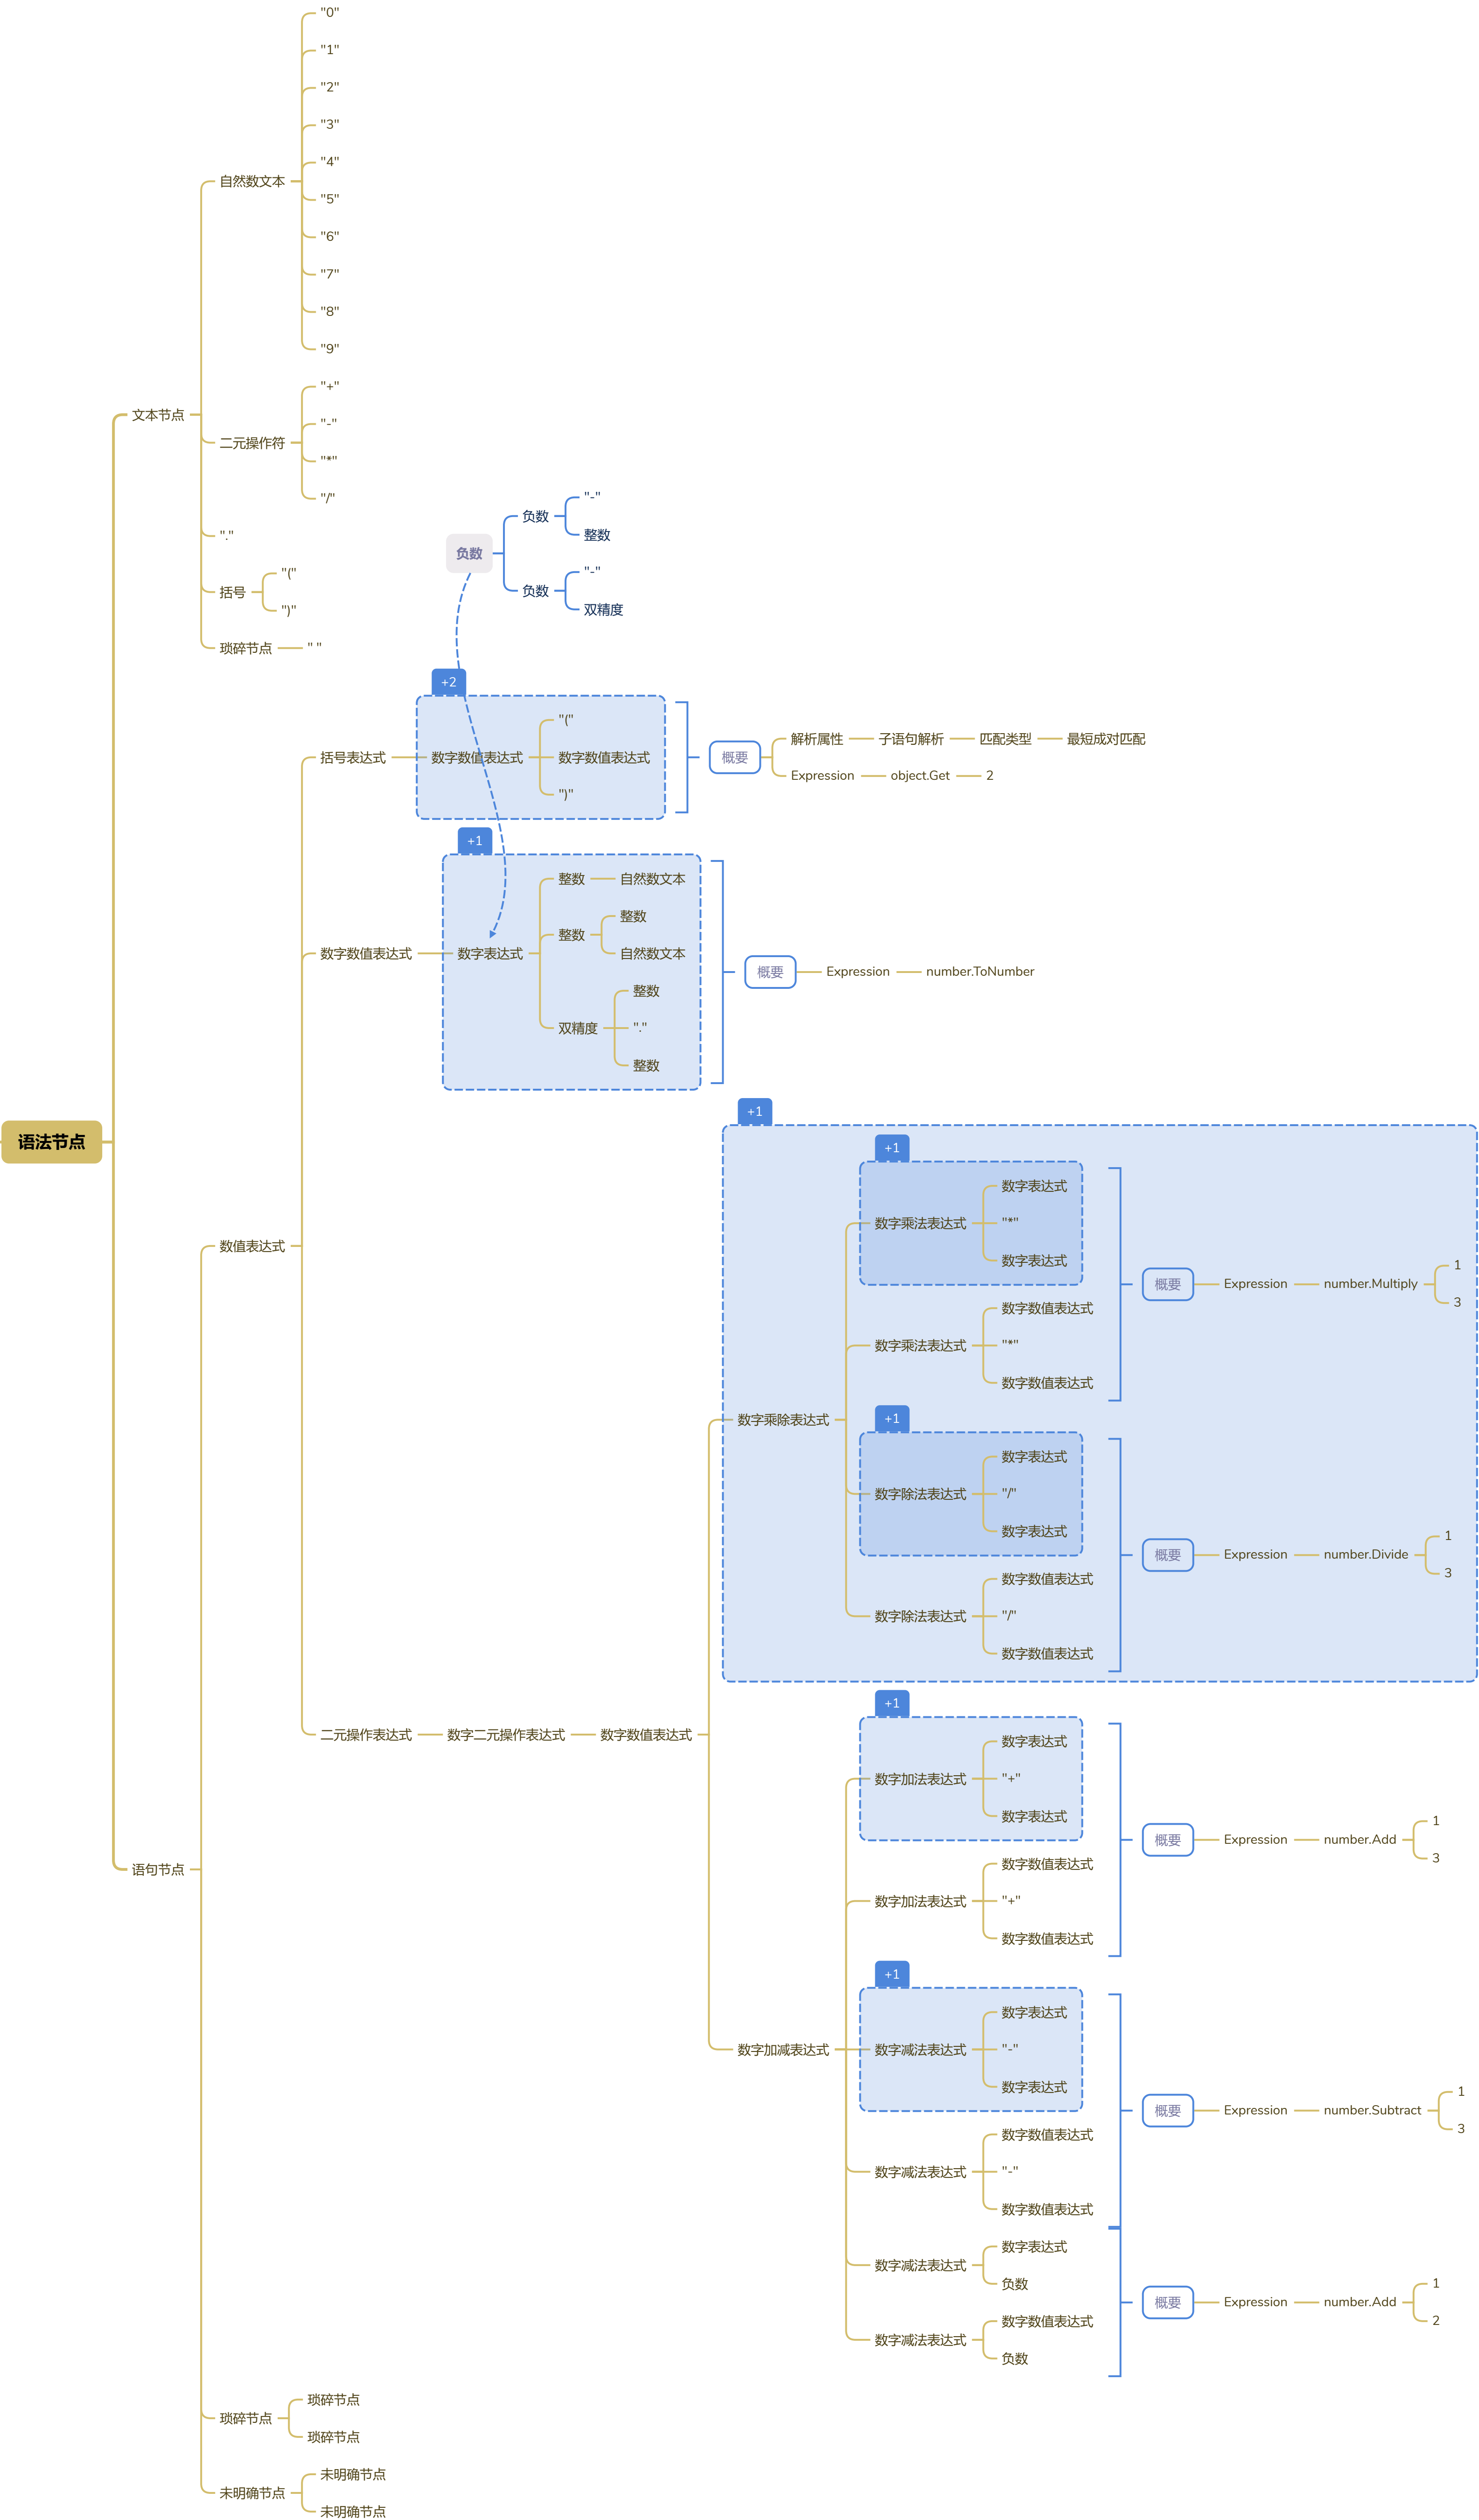 语法节点
文本节点
自然数文本
"0"
"1"
"2"
"3"
"4"
"5"
"6"
"7"
"8"
"9"
二元操作符
"+"
"-"
"*"
"/"
"."
括号
"("
")"
琐碎节点
" "
负数
负数
"-"
整数
负数
"-"
双精度
语句节点
数值表达式
括号表达式
+2
数字数值表达式
"("
数字数值表达式
")"
概要
解析属性
子语句解析
匹配类型
最短成对匹配
Expression
object.Get
2
数字数值表达式
+1
数字表达式
整数
自然数文本
整数
整数
自然数文本
双精度
整数
"."
整数
概要
Expression
number.ToNumber
二元操作表达式
数字二元操作表达式
数字数值表达式
+1
数字乘除表达式
+1
数字乘法表达式
数字表达式
"*"
数字表达式
数字乘法表达式
数字数值表达式
"*"
数字数值表达式
概要
Expression
number.Multiply
1
3
+1
数字除法表达式
数字表达式
"/"
数字表达式
数字除法表达式
数字数值表达式
"/"
数字数值表达式
概要
Expression
number.Divide
1
3
数字加减表达式
+1
数字加法表达式
数字表达式
"+"
数字表达式
数字加法表达式
数字数值表达式
"+"
数字数值表达式
概要
Expression
number.Add
1
3
+1
数字减法表达式
数字表达式
"-"
数字表达式
数字减法表达式
数字数值表达式
"-"
数字数值表达式
概要
Expression
number.Subtract
1
3
数字减法表达式
数字表达式
负数
数字减法表达式
数字数值表达式
负数
概要
Expression
number.Add
1
2
琐碎节点
琐碎节点
琐碎节点
未明确节点
未明确节点
未明确节点